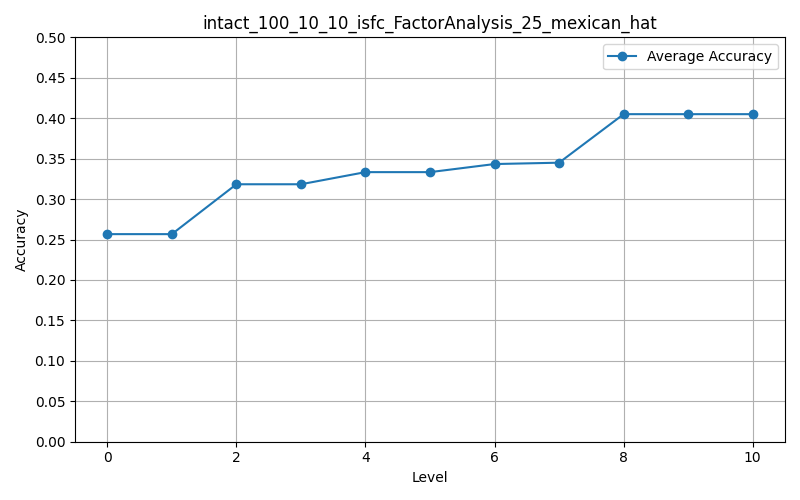 intact_100_10_10_isfc_FactorAnalysis_25_mexican_hat
0.50
0.45
0.40
0.35
0.30
0.25
0.20
0.15
0.10
0.05
0.00
Accuracy
Average Accuracy
0 2 4 6 8 10
Level